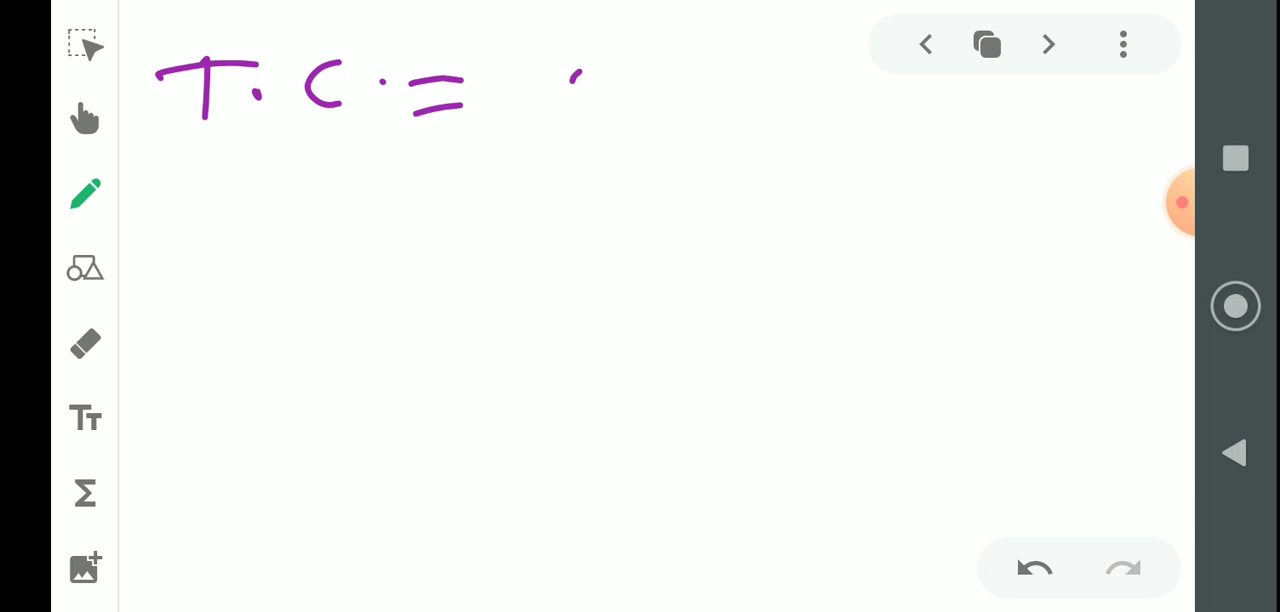 T. C. =